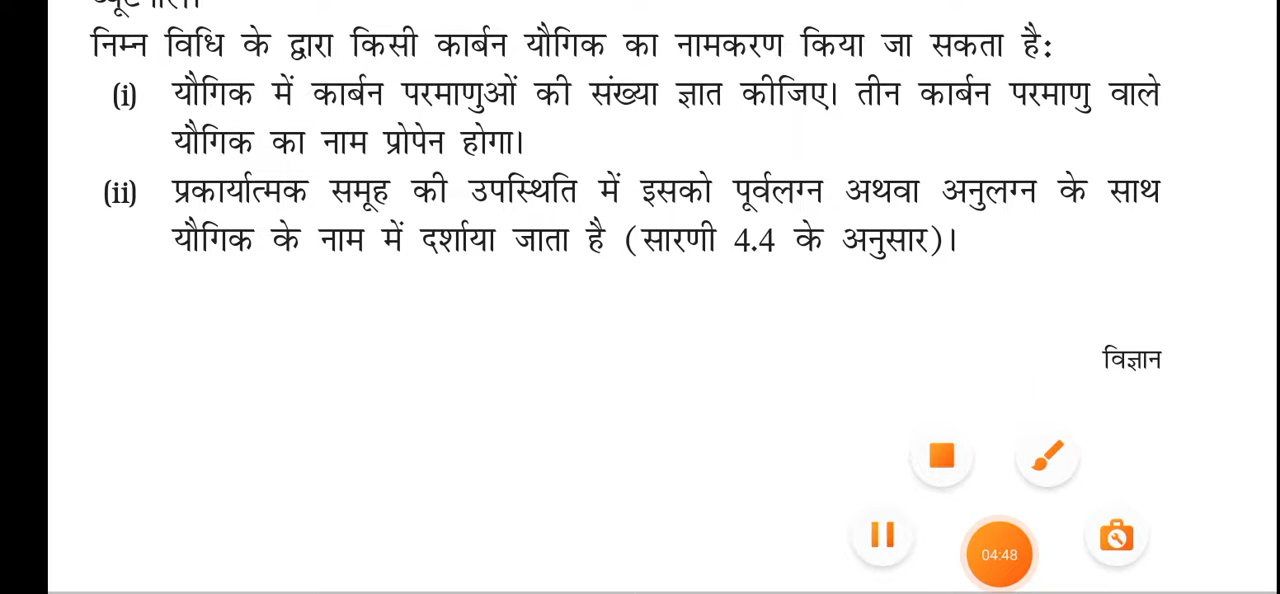 निम्न विधि के द्वारा किसी कार्बन यौगिक का नामकरण किया जा सकता है:
(i) यौगिक में कार्बन परमाणुओं की संख्या ज्ञात कीजिए। तीन कार्बन परमाणु वाले
यौगिक का नाम प्रोपेन होगा।
(ii) प्रकार्यात्मक समूह की उपस्थिति में इसको पूर्वलग्न अथवा अनुलग्न के साथ
यौगिक के नाम में दर्शाया जाता है (सारणी 4.4 के अनुसार)।
विज्ञान
04:48